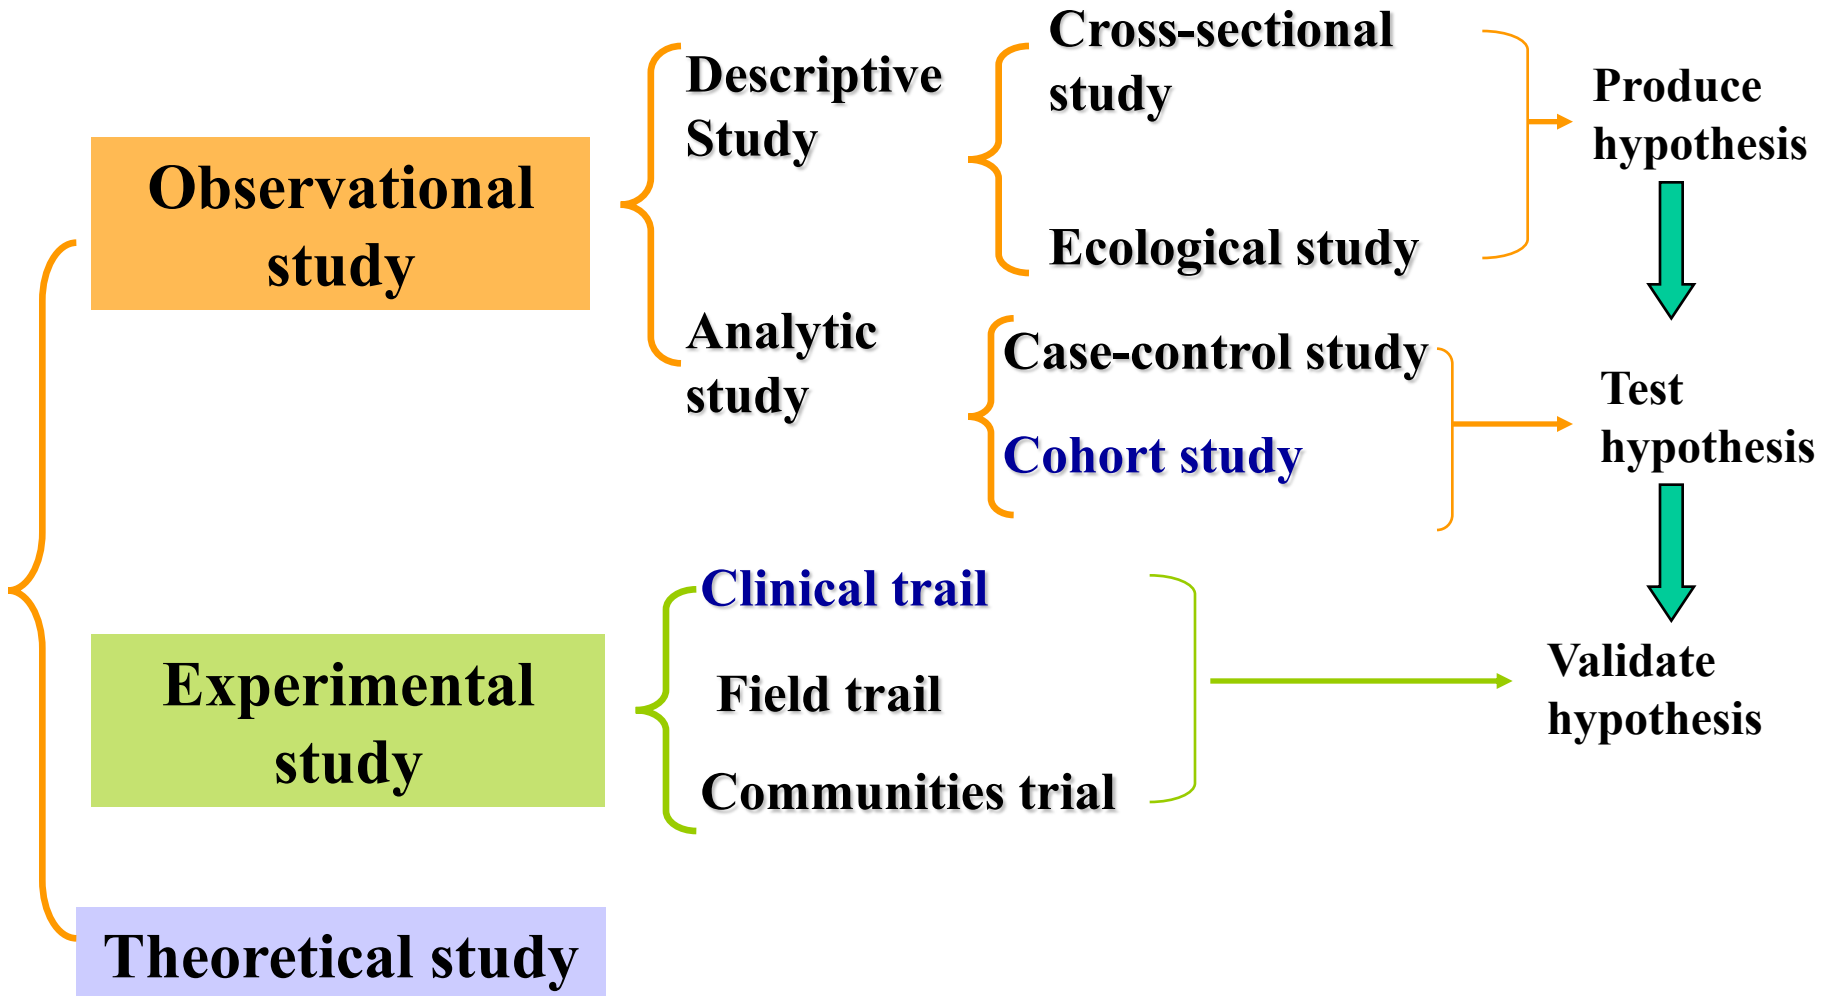 Observational
study
Descriptive
Study
Cross-sectional
study
Ecological study
Produce
hypothesis
Analytic
study
Case-control study
Cohort study
Test
hypothesis
Experimental
study
Clinical trail
Field trail
Communities trial
Validate
hypothesis
Theoretical study